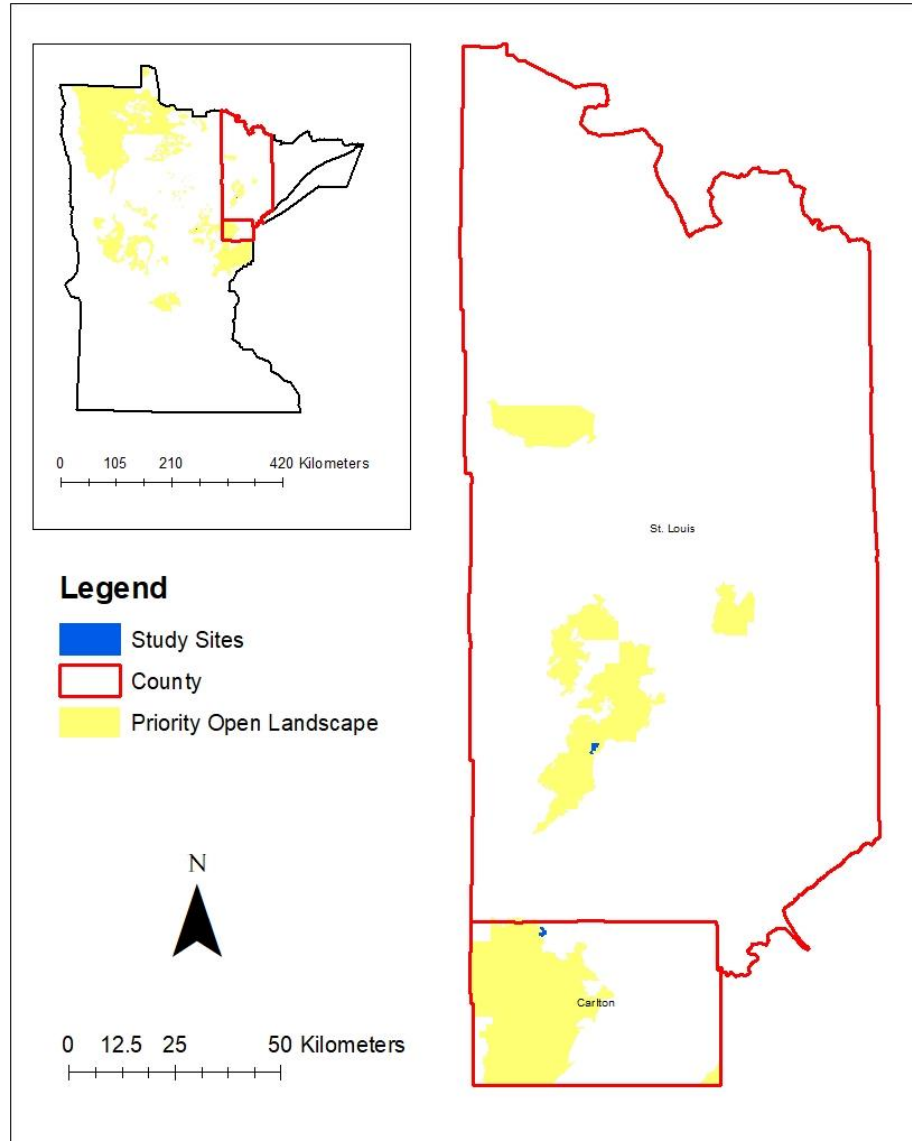 0 105 210 420 Kilometers
Legend
Study Sites
County
Priority Open Landscape
N
0 12.5 25 50 Kilometers
St. Louis
Carlton